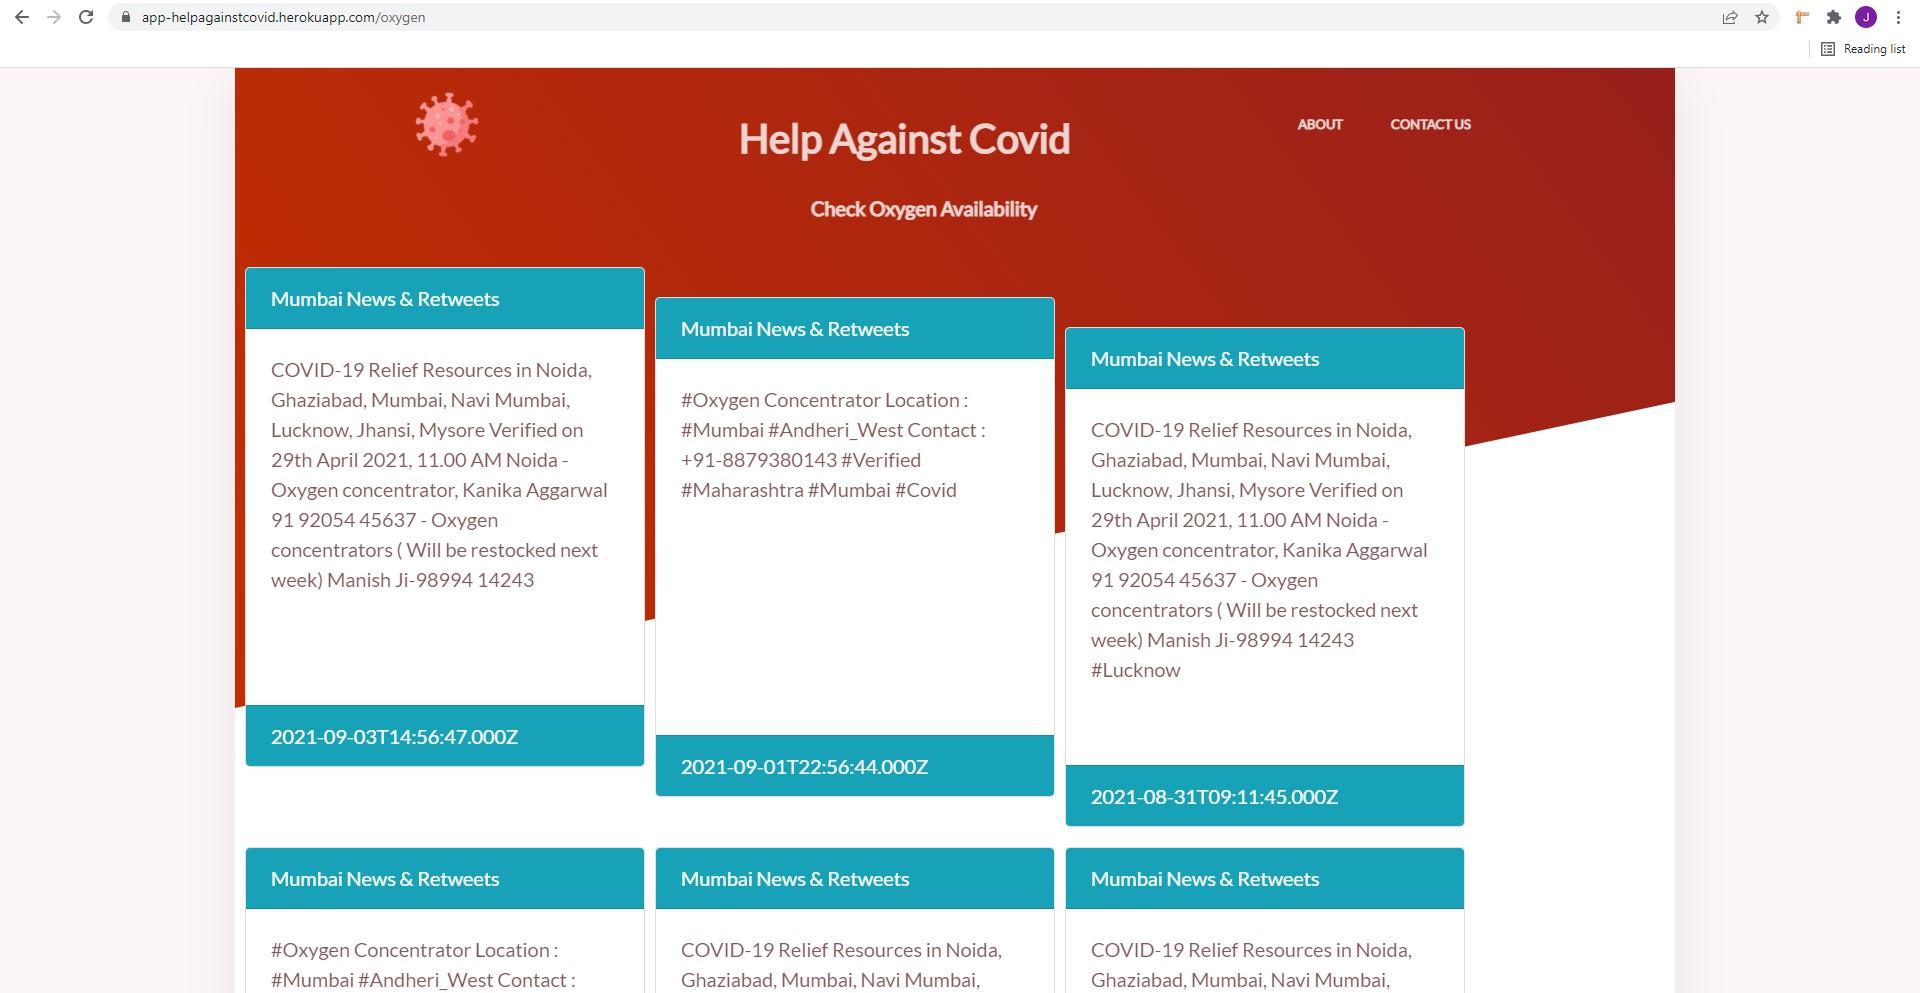 app-helpagainstcovid.herokuapp.com/oxygen
J
Reading list
Help Against Covid
ABOUT
CONTACT US
Check Oxygen Availability
Mumbai News & Retweets
COVID-19 Relief Resources in Noida,
Ghaziabad, Mumbai, Navi Mumbai,
Lucknow, Jhansi, Mysore Verified on
29th April 2021, 11.00 AM Noida -
Oxygen concentrator, Kanika Aggarwal
91 92054 45637 - Oxygen
concentrators ( Will be restocked next
week) Manish Ji-98994 14243
2021-09-03T14:56:47.000Z
Mumbai News & Retweets
#Oxygen Concentrator Location :
#Mumbai #Andheri_West Contact :
+91-8879380143 #Verified
#Maharashtra #Mumbai #Covid
2021-09-01T22:56:44.000Z
Mumbai News & Retweets
COVID-19 Relief Resources in Noida,
Ghaziabad, Mumbai, Navi Mumbai,
Lucknow, Jhansi, Mysore Verified on
29th April 2021, 11.00 AM Noida -
Oxygen concentrator, Kanika Aggarwal
91 92054 45637 - Oxygen
concentrators ( Will be restocked next
week) Manish Ji-98994 14243
#Lucknow
2021-08-31T09:11:45.000Z
Mumbai News & Retweets
#Oxygen Concentrator Location :
#Mumbai #Andheri_West Contact :
Mumbai News & Retweets
COVID-19 Relief Resources in Noida,
Ghaziabad, Mumbai, Navi Mumbai,
Mumbai News & Retweets
COVID-19 Relief Resources in Noida,
Ghaziabad, Mumbai, Navi Mumbai,